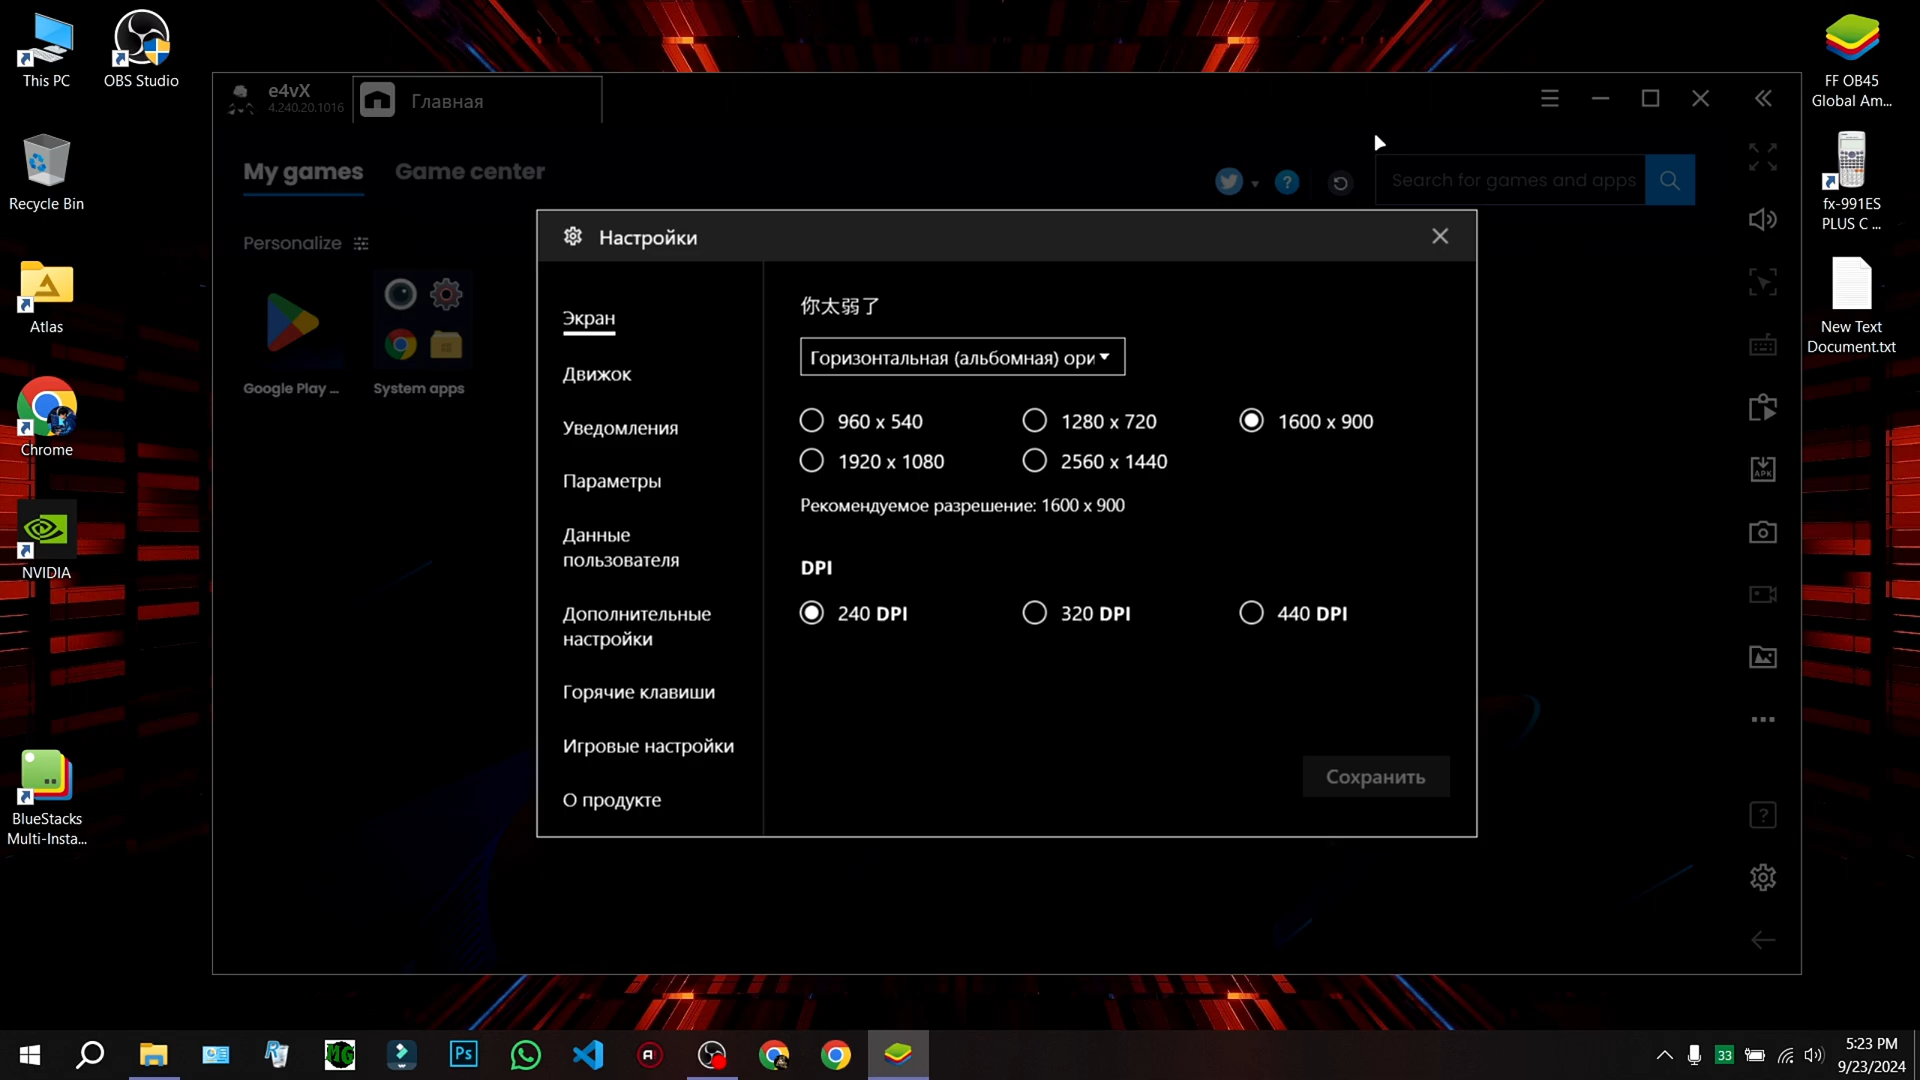 This PC
OBS Studio
Recycle Bin
Atlas
Chrome
NVIDIA
BlueStacks
Multi-Insta...
FF OB45
Global Am...
fx-991ES
PLUS C ...
New Text
Document.txt
e4vX
4.240.20.1016
Главная
My games
Game center
?
Search for games and apps
Personalize
Google Play ...
System apps
APK
?
Настройки
Экран
Движок
Уведомления
Параметры
Данные
пользователя
Дополнительные
настройки
Горячие клавиши
Игровые настройки
О продукте
你太弱了
Горизонтальная (альбомная) ори
960 x 540
1280 x 720
1600 x 900
1920 x 1080
2560 x 1440
Рекомендуемое разрешение: 1600 x 900
DPI
240 DPI
320 DPI
440 DPI
Сохранить
MG
Ps
33
5:23 PM
9/23/2024